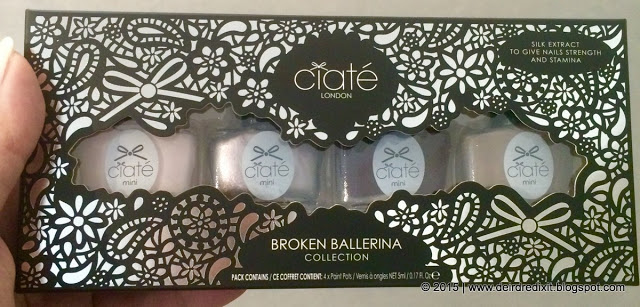 ciaté
LONDON
SILK EXTRACT
TO GIVE NAILS STRENGTH
AND STAMINA
ciaté
mini
ciaté
mini
ciaté
mini
ciaté
mini
BROKEN BALLERINA
COLLECTION
PACK CONTAINS / CE COFFRET CONTIENT: 4 x Paint Pots / Vernis à ongles 5ml / 0.17 fl. Oz ℮
© 2015 | www.deirdredixit.blogspot.com